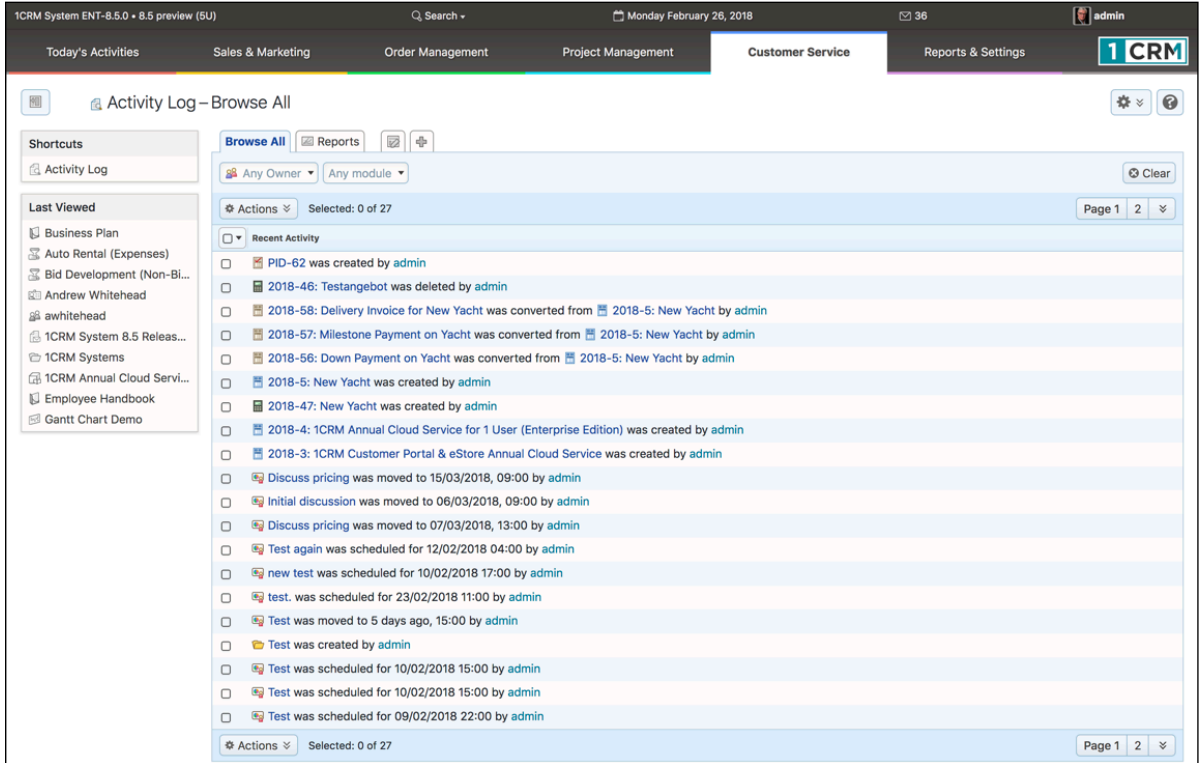 1CRM System ENT-8.5.0 • 8.5 preview (5U) Search Monday February 26, 2018 36 admin
Today's Activities Sales & Marketing Order Management Project Management Customer Service Reports & Settings 1 CRM
Activity Log – Browse All
Shortcuts
Activity Log
Last Viewed
Business Plan
Auto Rental (Expenses)
Bid Development (Non-Bi...
Andrew Whitehead
awhitehead
1CRM System 8.5 Releas...
1CRM Systems
1CRM Annual Cloud Servi...
Employee Handbook
Gantt Chart Demo
Browse All Reports
Any Owner Any module Clear
Actions Selected: 0 of 27 Page 1 2
Recent Activity
PID-62 was created by admin
2018-46: Testangebot was deleted by admin
2018-58: Delivery Invoice for New Yacht was converted from 2018-5: New Yacht by admin
2018-57: Milestone Payment on Yacht was converted from 2018-5: New Yacht by admin
2018-56: Down Payment on Yacht was converted from 2018-5: New Yacht by admin
2018-5: New Yacht was created by admin
2018-47: New Yacht was created by admin
2018-4: 1CRM Annual Cloud Service for 1 User (Enterprise Edition) was created by admin
2018-3: 1CRM Customer Portal & eStore Annual Cloud Service was created by admin
Discuss pricing was moved to 15/03/2018, 09:00 by admin
Initial discussion was moved to 06/03/2018, 09:00 by admin
Discuss pricing was moved to 07/03/2018, 13:00 by admin
Test again was scheduled for 12/02/2018 04:00 by admin
new test was scheduled for 10/02/2018 17:00 by admin
test. was scheduled for 23/02/2018 11:00 by admin
Test was moved to 5 days ago, 15:00 by admin
Test was created by admin
Test was scheduled for 10/02/2018 15:00 by admin
Test was scheduled for 10/02/2018 15:00 by admin
Test was scheduled for 09/02/2018 22:00 by admin
Actions Selected: 0 of 27 Page 1 2